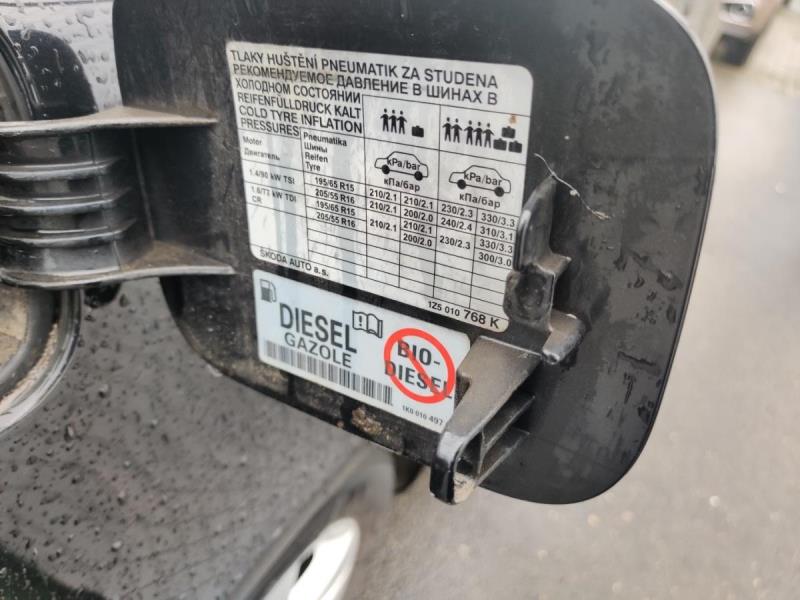 TLAKY HUŠTĚNÍ PNEUMATIK ZA STUDENA
РЕКОМЕНДУЕМОЕ ДАВЛЕНИЕ В ШИНАХ В
ХОЛОДНОМ СОСТОЯНИИ
REIFENFÜLLDRUCK KALT
COLD TYRE INFLATION
PRESSURES
Motor
Двигатель
Pneumatika
Шины
Reifen
Tyre
kPa/bar
кПа/бар
kPa/bar
кПа/бар
1.4/90 kW TSI 195/65 R15 210/2.1 210/2.1 230/2.3 330/3.3
205/55 R16 210/2.1 200/2.0 240/2.4 310/3.1
1.6/77 kW TDI CR 195/65 R15 210/2.1 210/2.1 230/2.3 330/3.3
205/55 R16 200/2.0 300/3.0
ŠKODA AUTO a.s.
1Z5 010 768 K
DIESEL
GAZOLE
BIO-
DIESEL
1K0 010 497